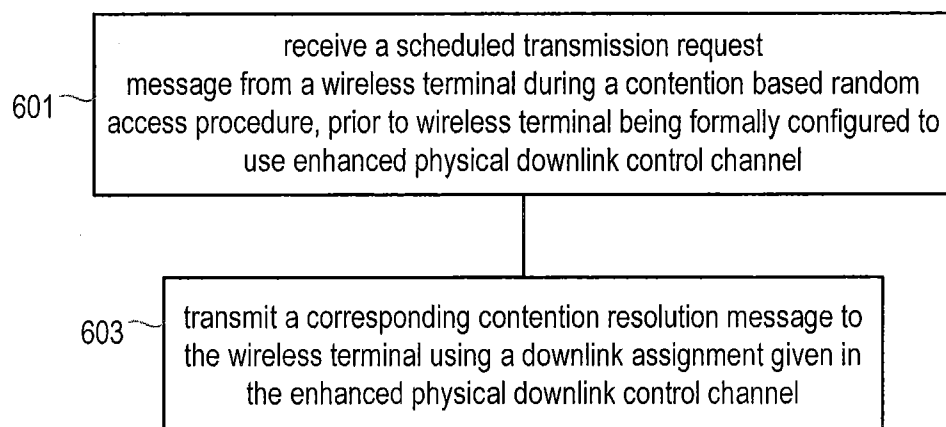 receive a scheduled transmission request
message from a wireless terminal during a contention based random
access procedure, prior to wireless terminal being formally configured to
use enhanced physical downlink control channel
601
transmit a corresponding contention resolution message to
the wireless terminal using a downlink assignment given in
the enhanced physical downlink control channel
603